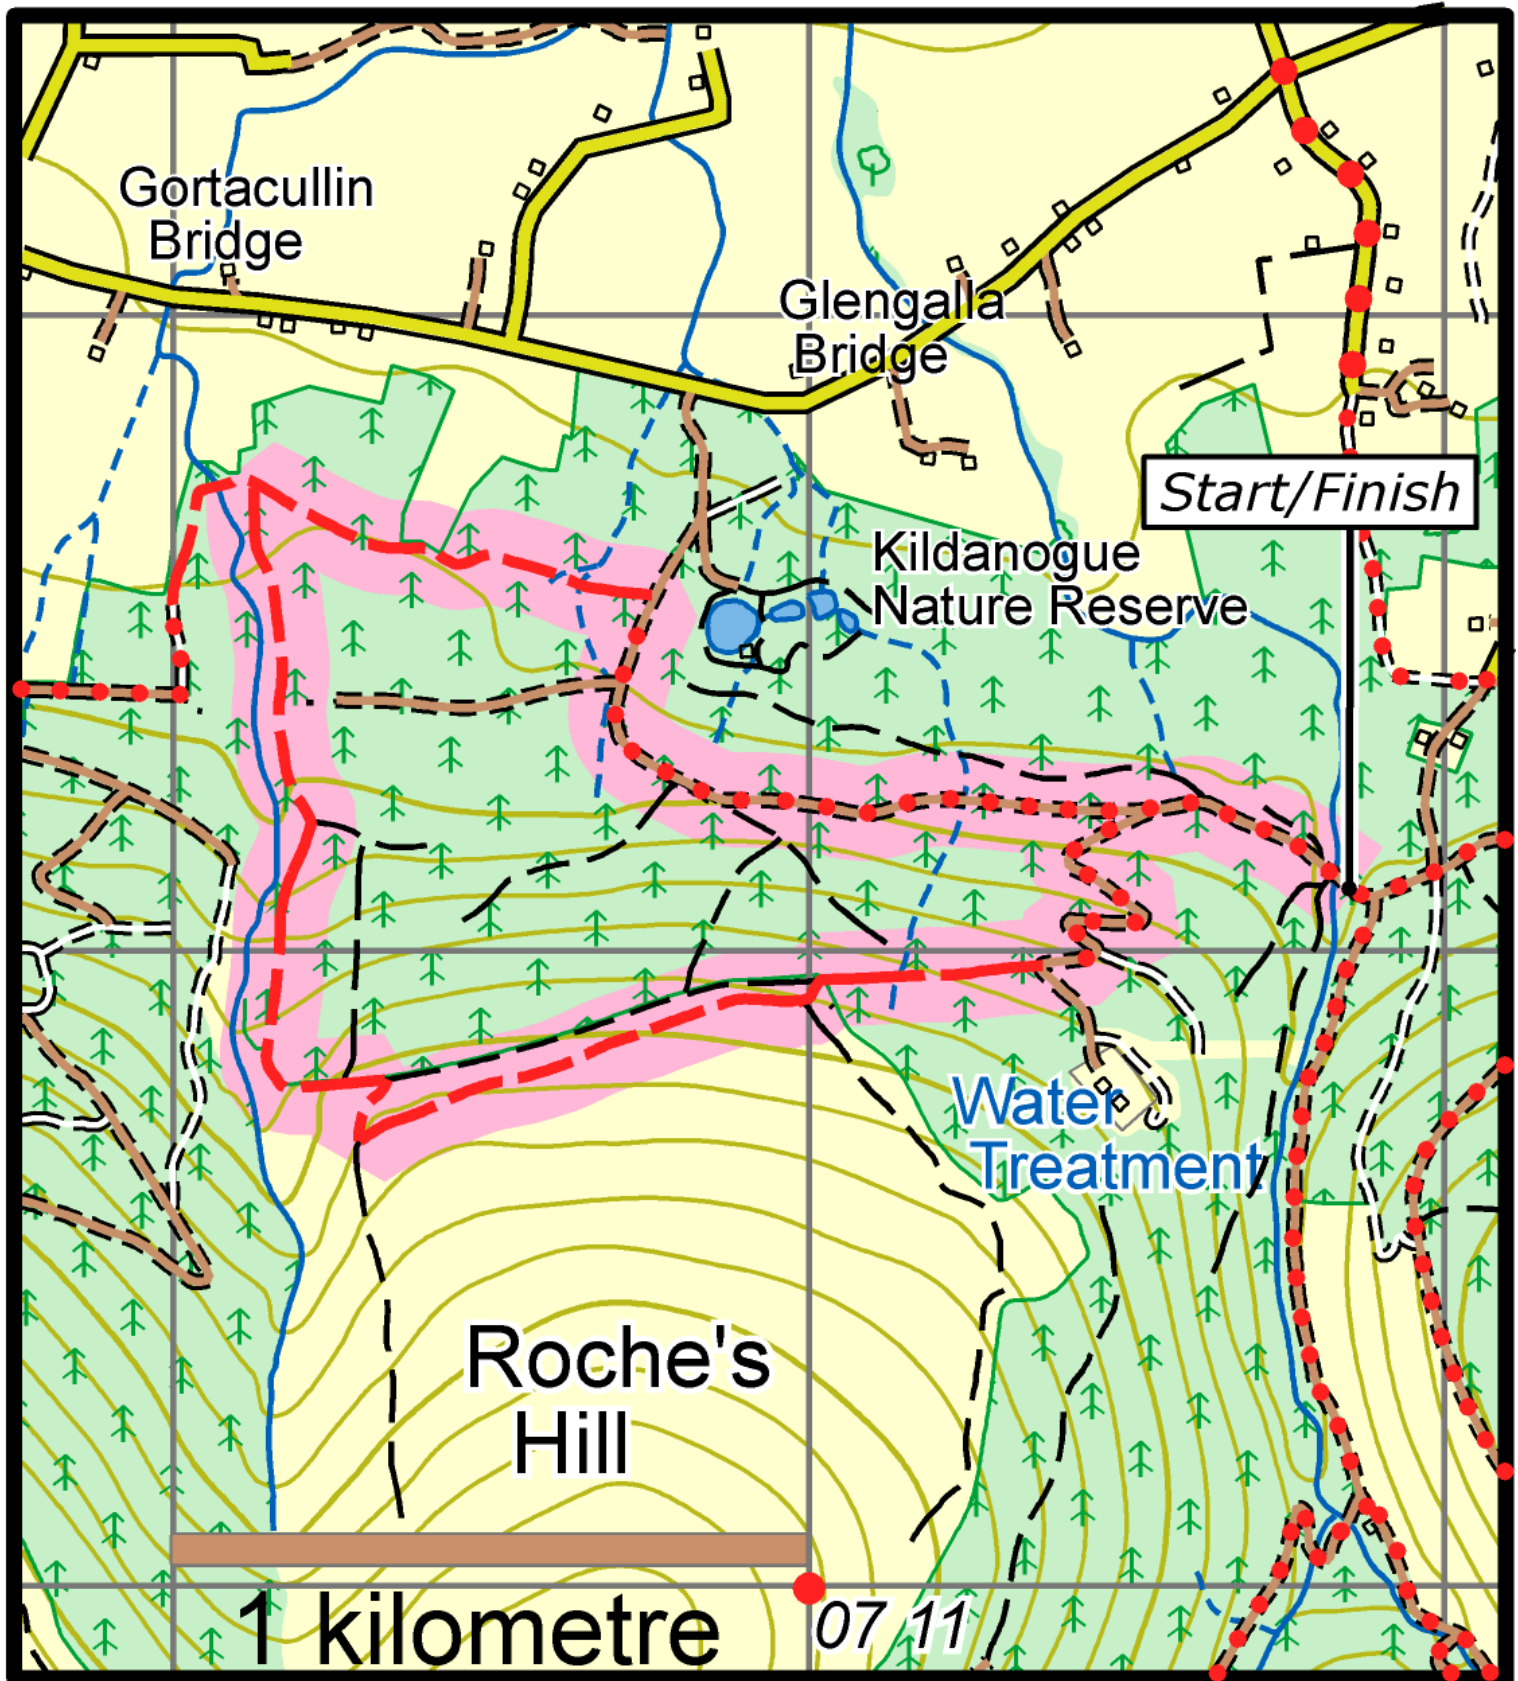 Gortacullin
Bridge
Glengalla
Bridge
Start/Finish
Kildanogue
Nature Reserve
Water
Treatment
Roche's
Hill
1 kilometre
07 11